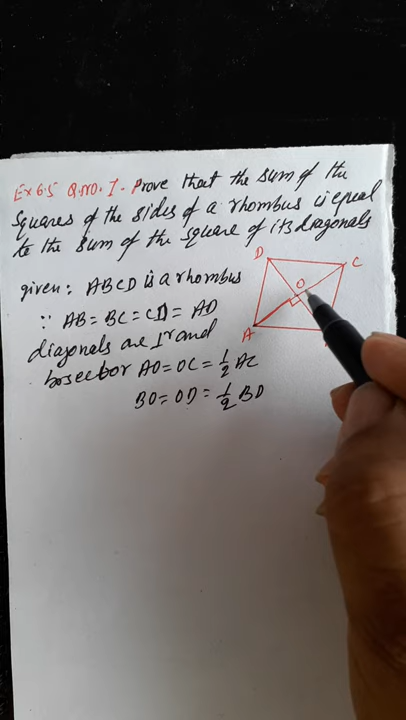 Ex 6.5 Q.NO. 7. Prove that the sum of the
squares of the sides of a rhombus is equal
to the sum of the square of its diagonals
given: ABCD is a rhombus
∵ AB = BC = CD = AD
diagonals are ⊥r and
bosector AO = OC = 1/2 AC
BO = OD = 1/2 BD
D
C
O
A